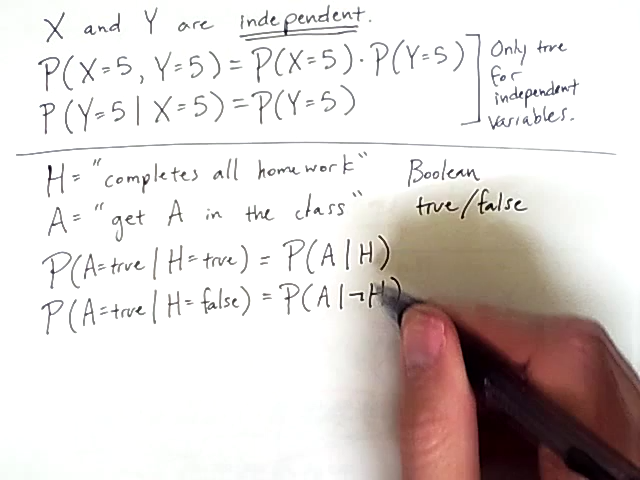 X and Y are independent.
P(X=5, Y=5) = P(X=5) · P(Y=5)
P(Y=5 | X=5) = P(Y=5)
Only true
for
independent
variables.
H = "completes all homework"
A = "get A in the class"
Boolean
true/false
P(A=true | H=true) = P(A | H)
P(A=true | H=false) = P(A | ¬H)